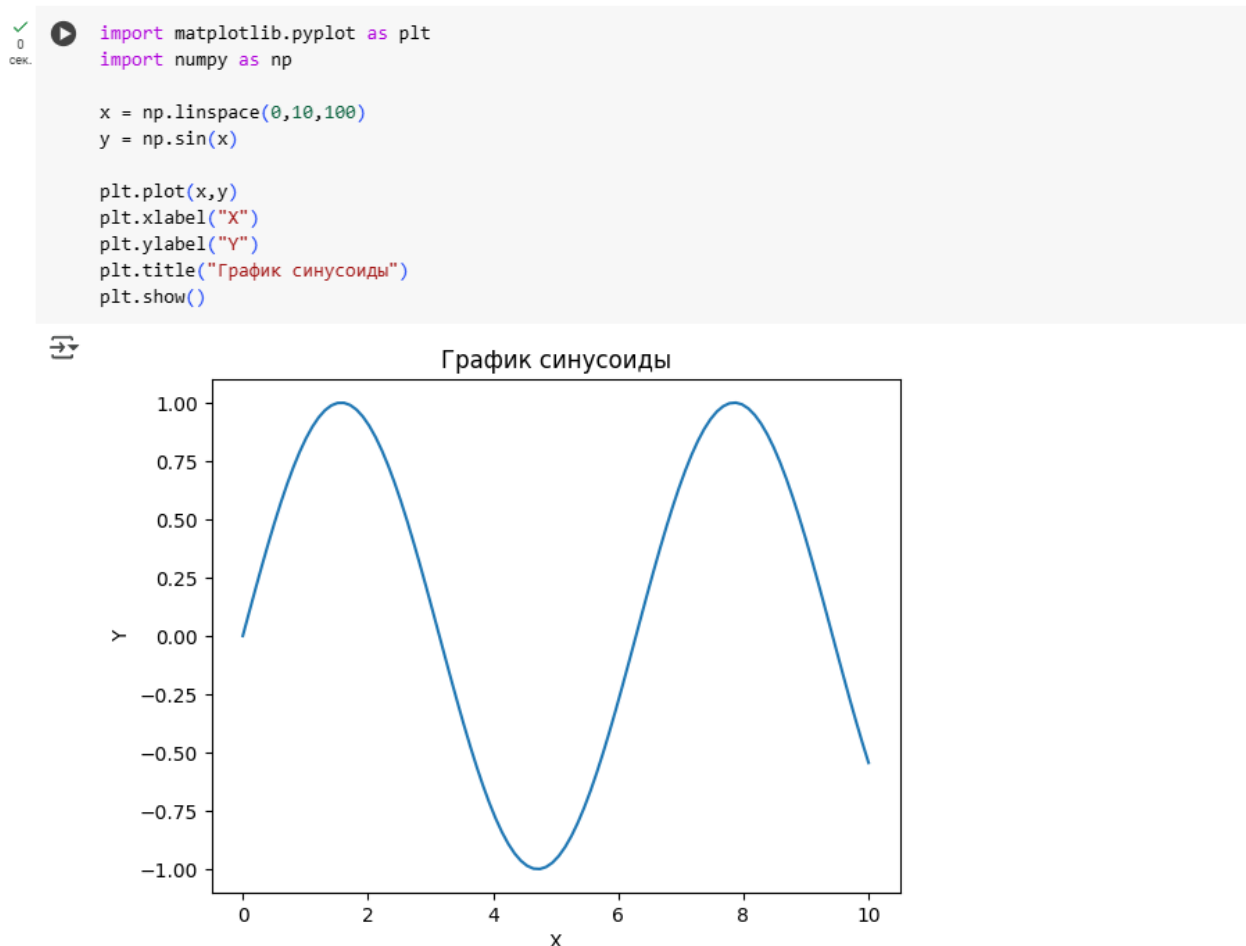 0
сек.
import matplotlib.pyplot as plt
import numpy as np
x = np.linspace(0,10,100)
y = np.sin(x)
plt.plot(x,y)
plt.xlabel("X")
plt.ylabel("Y")
plt.title("График синусоиды")
plt.show()
График синусоиды
1.00
0.75
0.50
0.25
0.00
−0.25
−0.50
−0.75
−1.00
Y
0 2 4 6 8 10
X